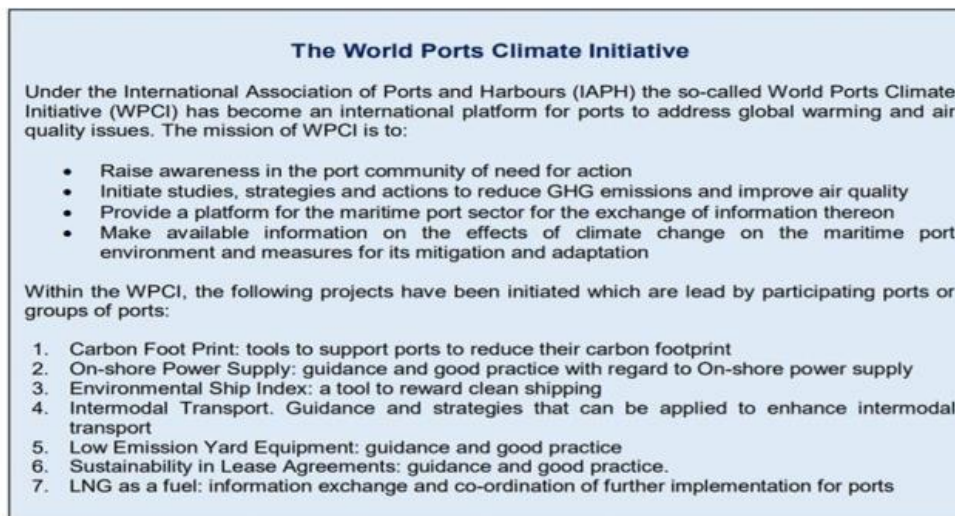 The World Ports Climate Initiative
Under the International Association of Ports and Harbours (IAPH) the so-called World Ports Climate
Initiative (WPCI) has become an international platform for ports to address global warming and air
quality issues. The mission of WPCI is to:
• Raise awareness in the port community of need for action
• Initiate studies, strategies and actions to reduce GHG emissions and improve air quality
• Provide a platform for the maritime port sector for the exchange of information thereon
• Make available information on the effects of climate change on the maritime port
environment and measures for its mitigation and adaptation
Within the WPCI, the following projects have been initiated which are lead by participating ports or
groups of ports:
1. Carbon Foot Print: tools to support ports to reduce their carbon footprint
2. On-shore Power Supply: guidance and good practice with regard to On-shore power supply
3. Environmental Ship Index: a tool to reward clean shipping
4. Intermodal Transport. Guidance and strategies that can be applied to enhance intermodal
transport
5. Low Emission Yard Equipment: guidance and good practice
6. Sustainability in Lease Agreements: guidance and good practice.
7. LNG as a fuel: information exchange and co-ordination of further implementation for ports